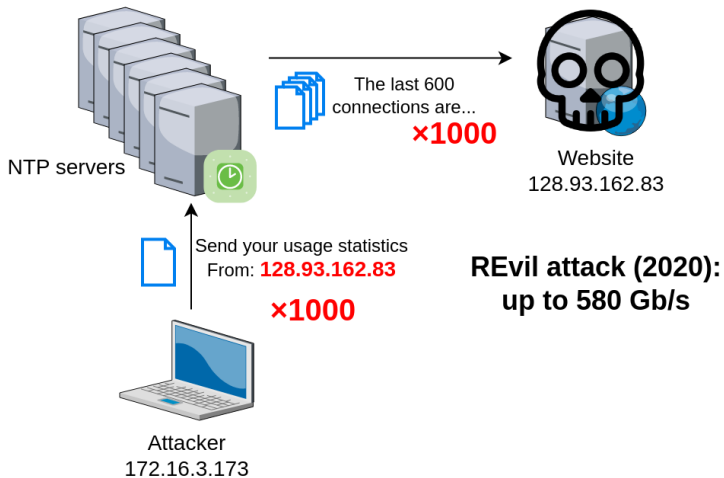 The last 600
connections are...
×1000
NTP servers
Website
128.93.162.83
Send your usage statistics
From: 128.93.162.83
×1000
REvil attack (2020):
up to 580 Gb/s
Attacker
172.16.3.173